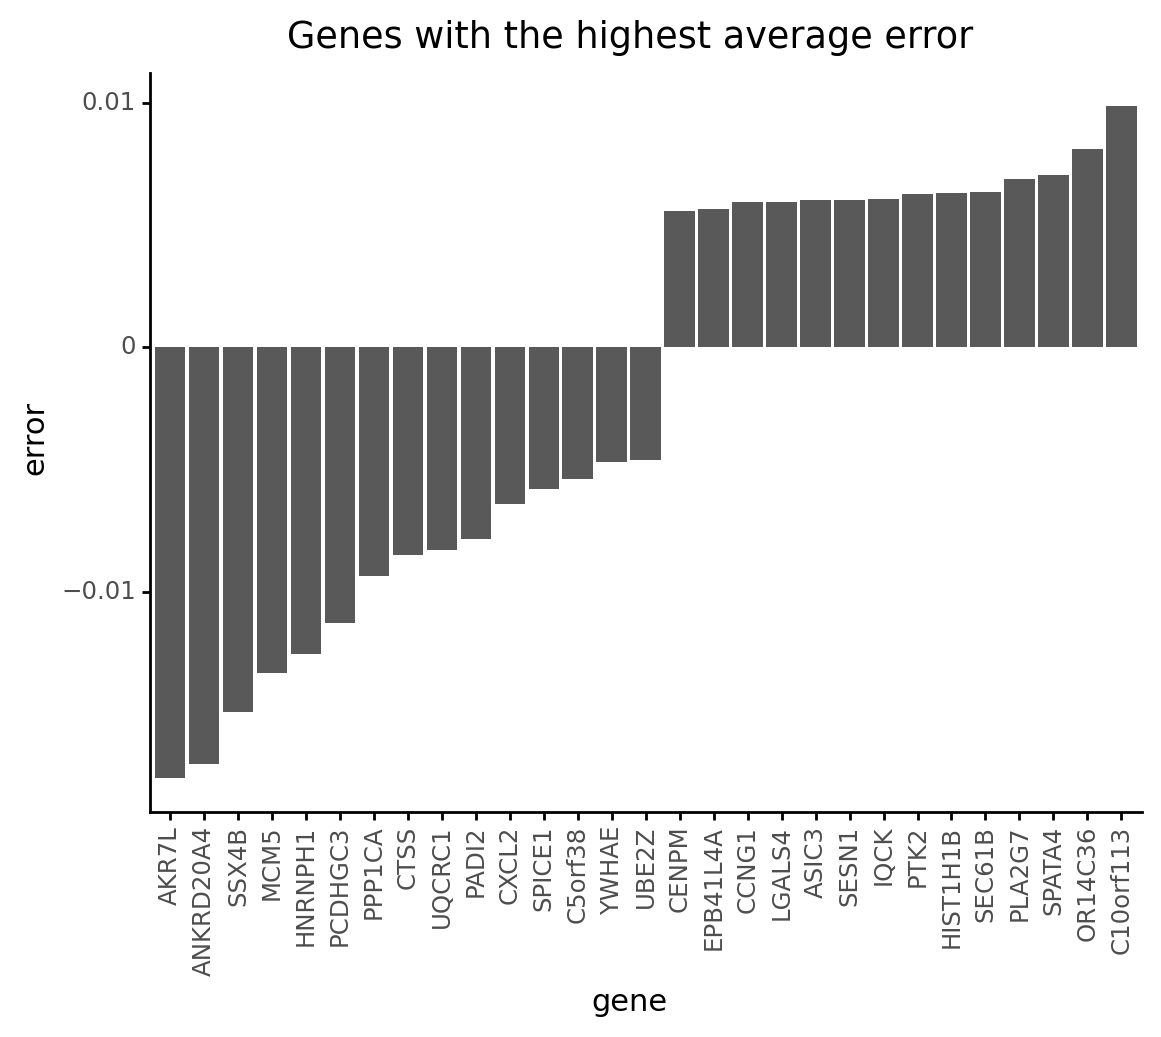 Genes with the highest average error
0.01
0
−0.01
error
AKR7L
ANKRD20A4
SSX4B
MCM5
HNRNPH1
PCDHGC3
PPP1CA
CTSS
UQCRC1
PADI2
CXCL2
SPICE1
C5orf38
YWHAE
UBE2Z
CENPM
EPB41L4A
CCNG1
LGALS4
ASIC3
SESN1
IQCK
PTK2
HIST1H1B
SEC61B
PLA2G7
SPATA4
OR14C36
C10orf113
gene